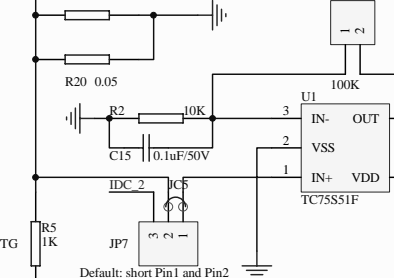 1 2
R20 0.05
100K
U1
R2 10K
3 IN- OUT
2 VSS
C15 0.1uF/50V
1 IN+ VDD
IDC_2 JC5
TC75S51F
R5
TG 1K
JP7 3 2 1
Default: short Pin1 and Pin2